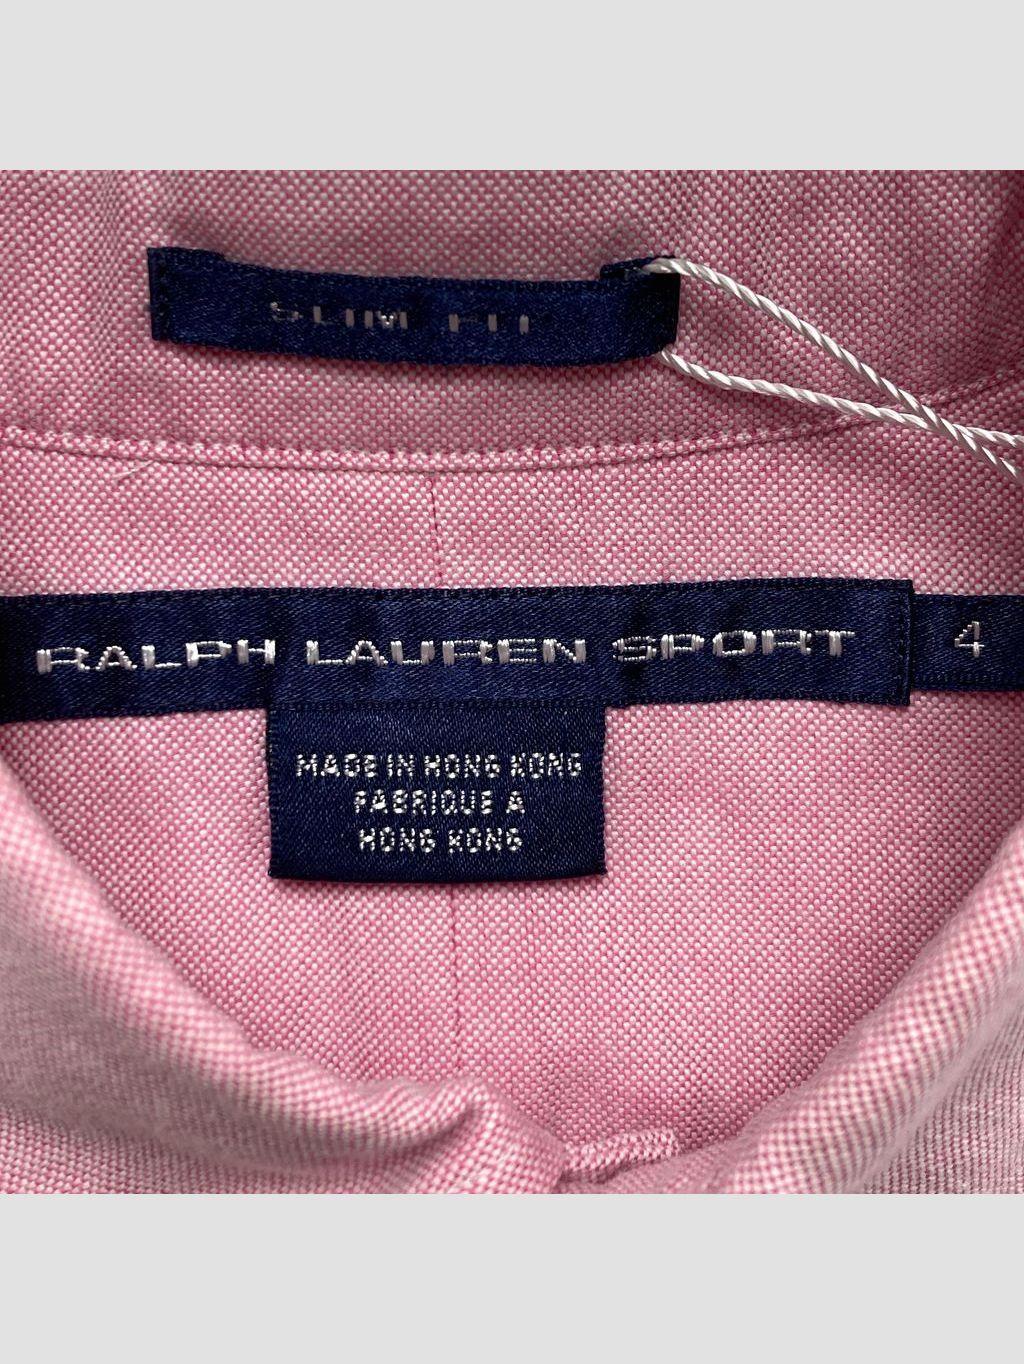 SLIM FIT
RALPH LAUREN SPORT 4
MADE IN HONG KONG
FABRIQUE A
HONG KONG